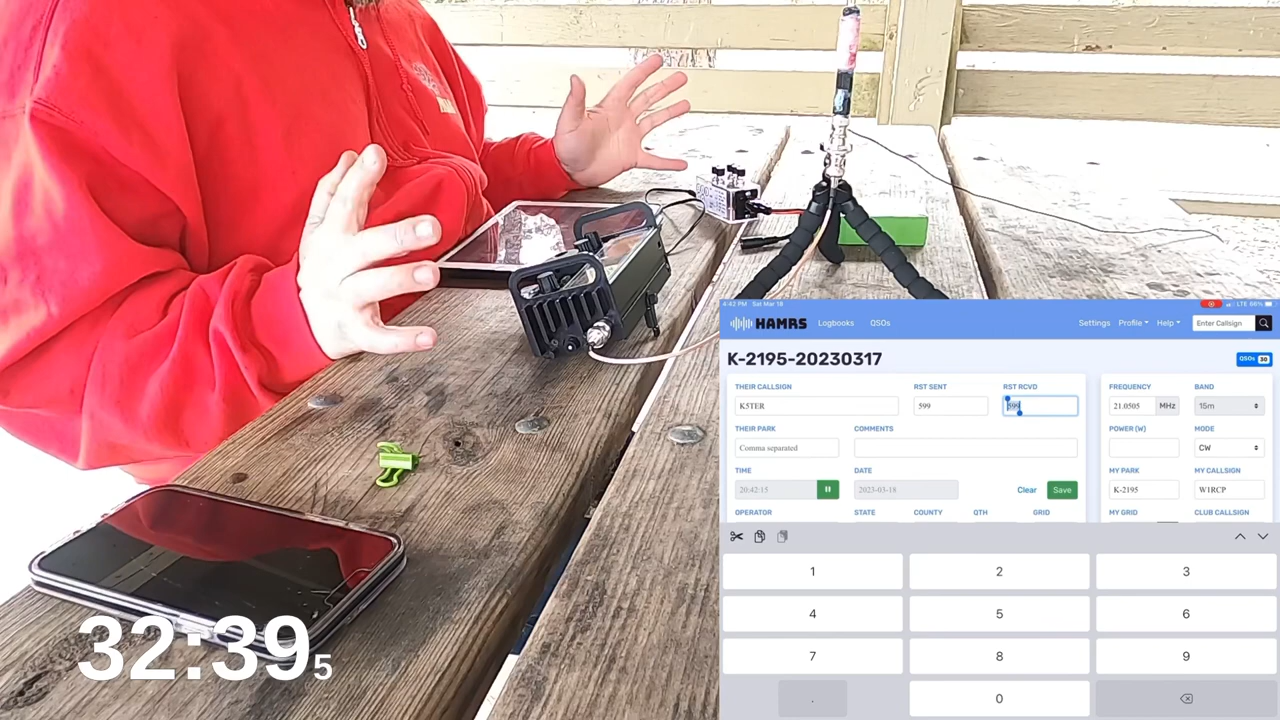 4:42 PM Sat Mar 18
LTE 66%
HAMRS Logbooks QSOs Settings Profile Help Enter Callsign
K-2195-20230317
QSOs 30
THEIR CALLSIGN RST SENT RST RCVD FREQUENCY BAND
K5TER 599 599 21.0505 MHz 15m
THEIR PARK COMMENTS POWER (W) MODE
Comma separated CW
TIME DATE MY PARK MY CALLSIGN
20:42:15 2023-03-18 Clear Save K-2195 W1RCP
OPERATOR STATE COUNTY QTH GRID MY GRID CLUB CALLSIGN
1 2 3
4 5 6
7 8 9
. 0
32:39 5